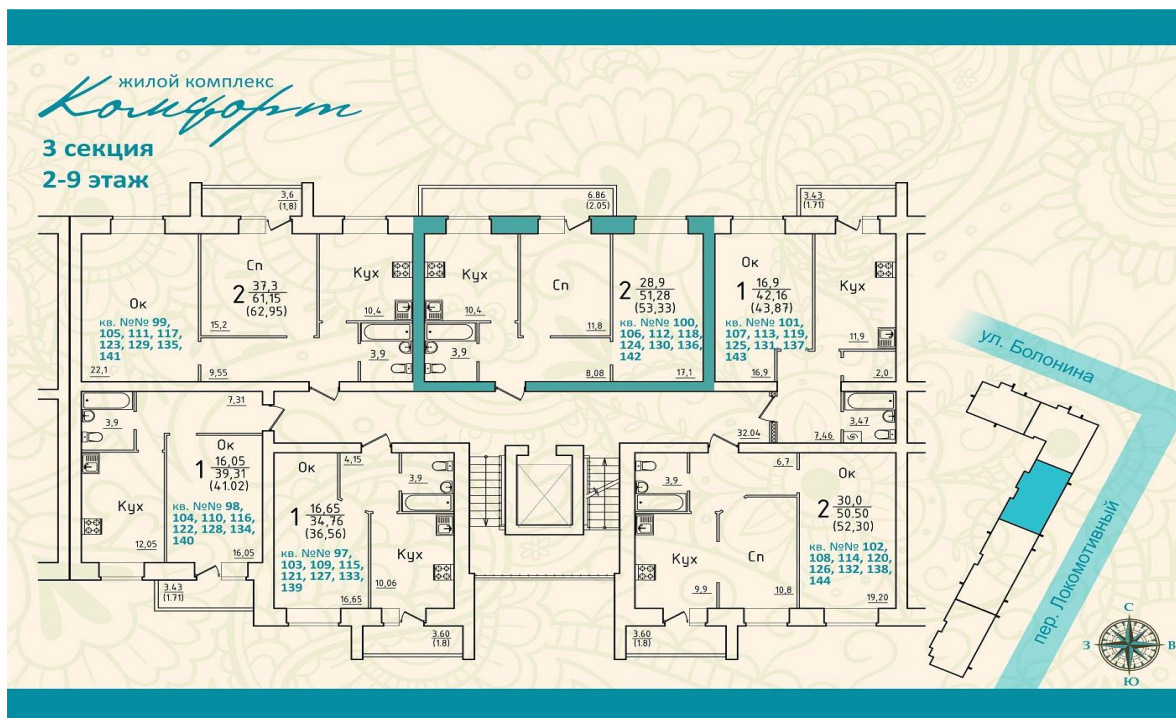 жилой комплекс
Комфорт
3 секция
2-9 этаж
3,6
(1,8)
6.86
(2.05)
3.43
(1.71)
Ок
22,1
Сп
15,2
2 37,3
61,15
(62,95)
кв. №№ 99,
105, 111, 117,
123, 129, 135,
141
9,55
Кух
10,4
3,9
Кух
10,4
3,9
Сп
11,8
8,08
2 28,9
51,28
(53,33)
кв. №№ 100,
106, 112, 118,
124, 130, 136,
142
17,1
Ок
1 16,9
42,16
(43,87)
кв. №№ 101,
107, 113, 119,
125, 131, 137,
143
16,9
Кух
11,9
2,0
3,47
7,46
32.04
3,9
7,31
Ок
1 16,05
39,31
(41.02)
кв. №№ 98,
104, 110, 116,
122, 128, 134,
140
16,05
Кух
12,05
3.43
(1.71)
Ок
4,15
1 16,65
34,76
(36,56)
кв. №№ 97,
103, 109, 115,
121, 127, 133,
139
16,65
3,9
Кух
10,06
3.60
(1.8)
3,9
6,7
Кух
9,9
Сп
10,8
Ок
2 30,0
50,50
(52,30)
кв. №№ 102,
108, 114, 120,
126, 132, 138,
144
19,20
3.60
(1.8)
ул. Болонина
пер. Локомотивный
С
З
В
Ю